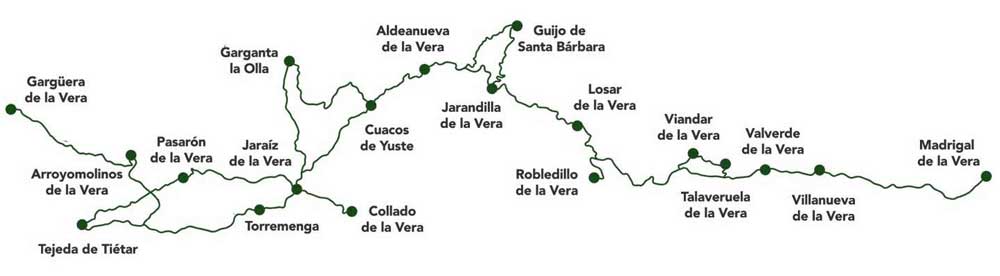 Gargüera
de la Vera
Arroyomolinos
de la Vera
Tejeda de Tiétar
Pasarón
de la Vera
Garganta
la Olla
Jaraíz
de la Vera
Torremenga
Collado
de la Vera
Cuacos
de Yuste
Aldeanueva
de la Vera
Guijo de
Santa Bárbara
Jarandilla
de la Vera
Losar
de la Vera
Robledillo
de la Vera
Viandar
de la Vera
Talaveruela
de la Vera
Valverde
de la Vera
Villanueva
de la Vera
Madrigal
de la Vera